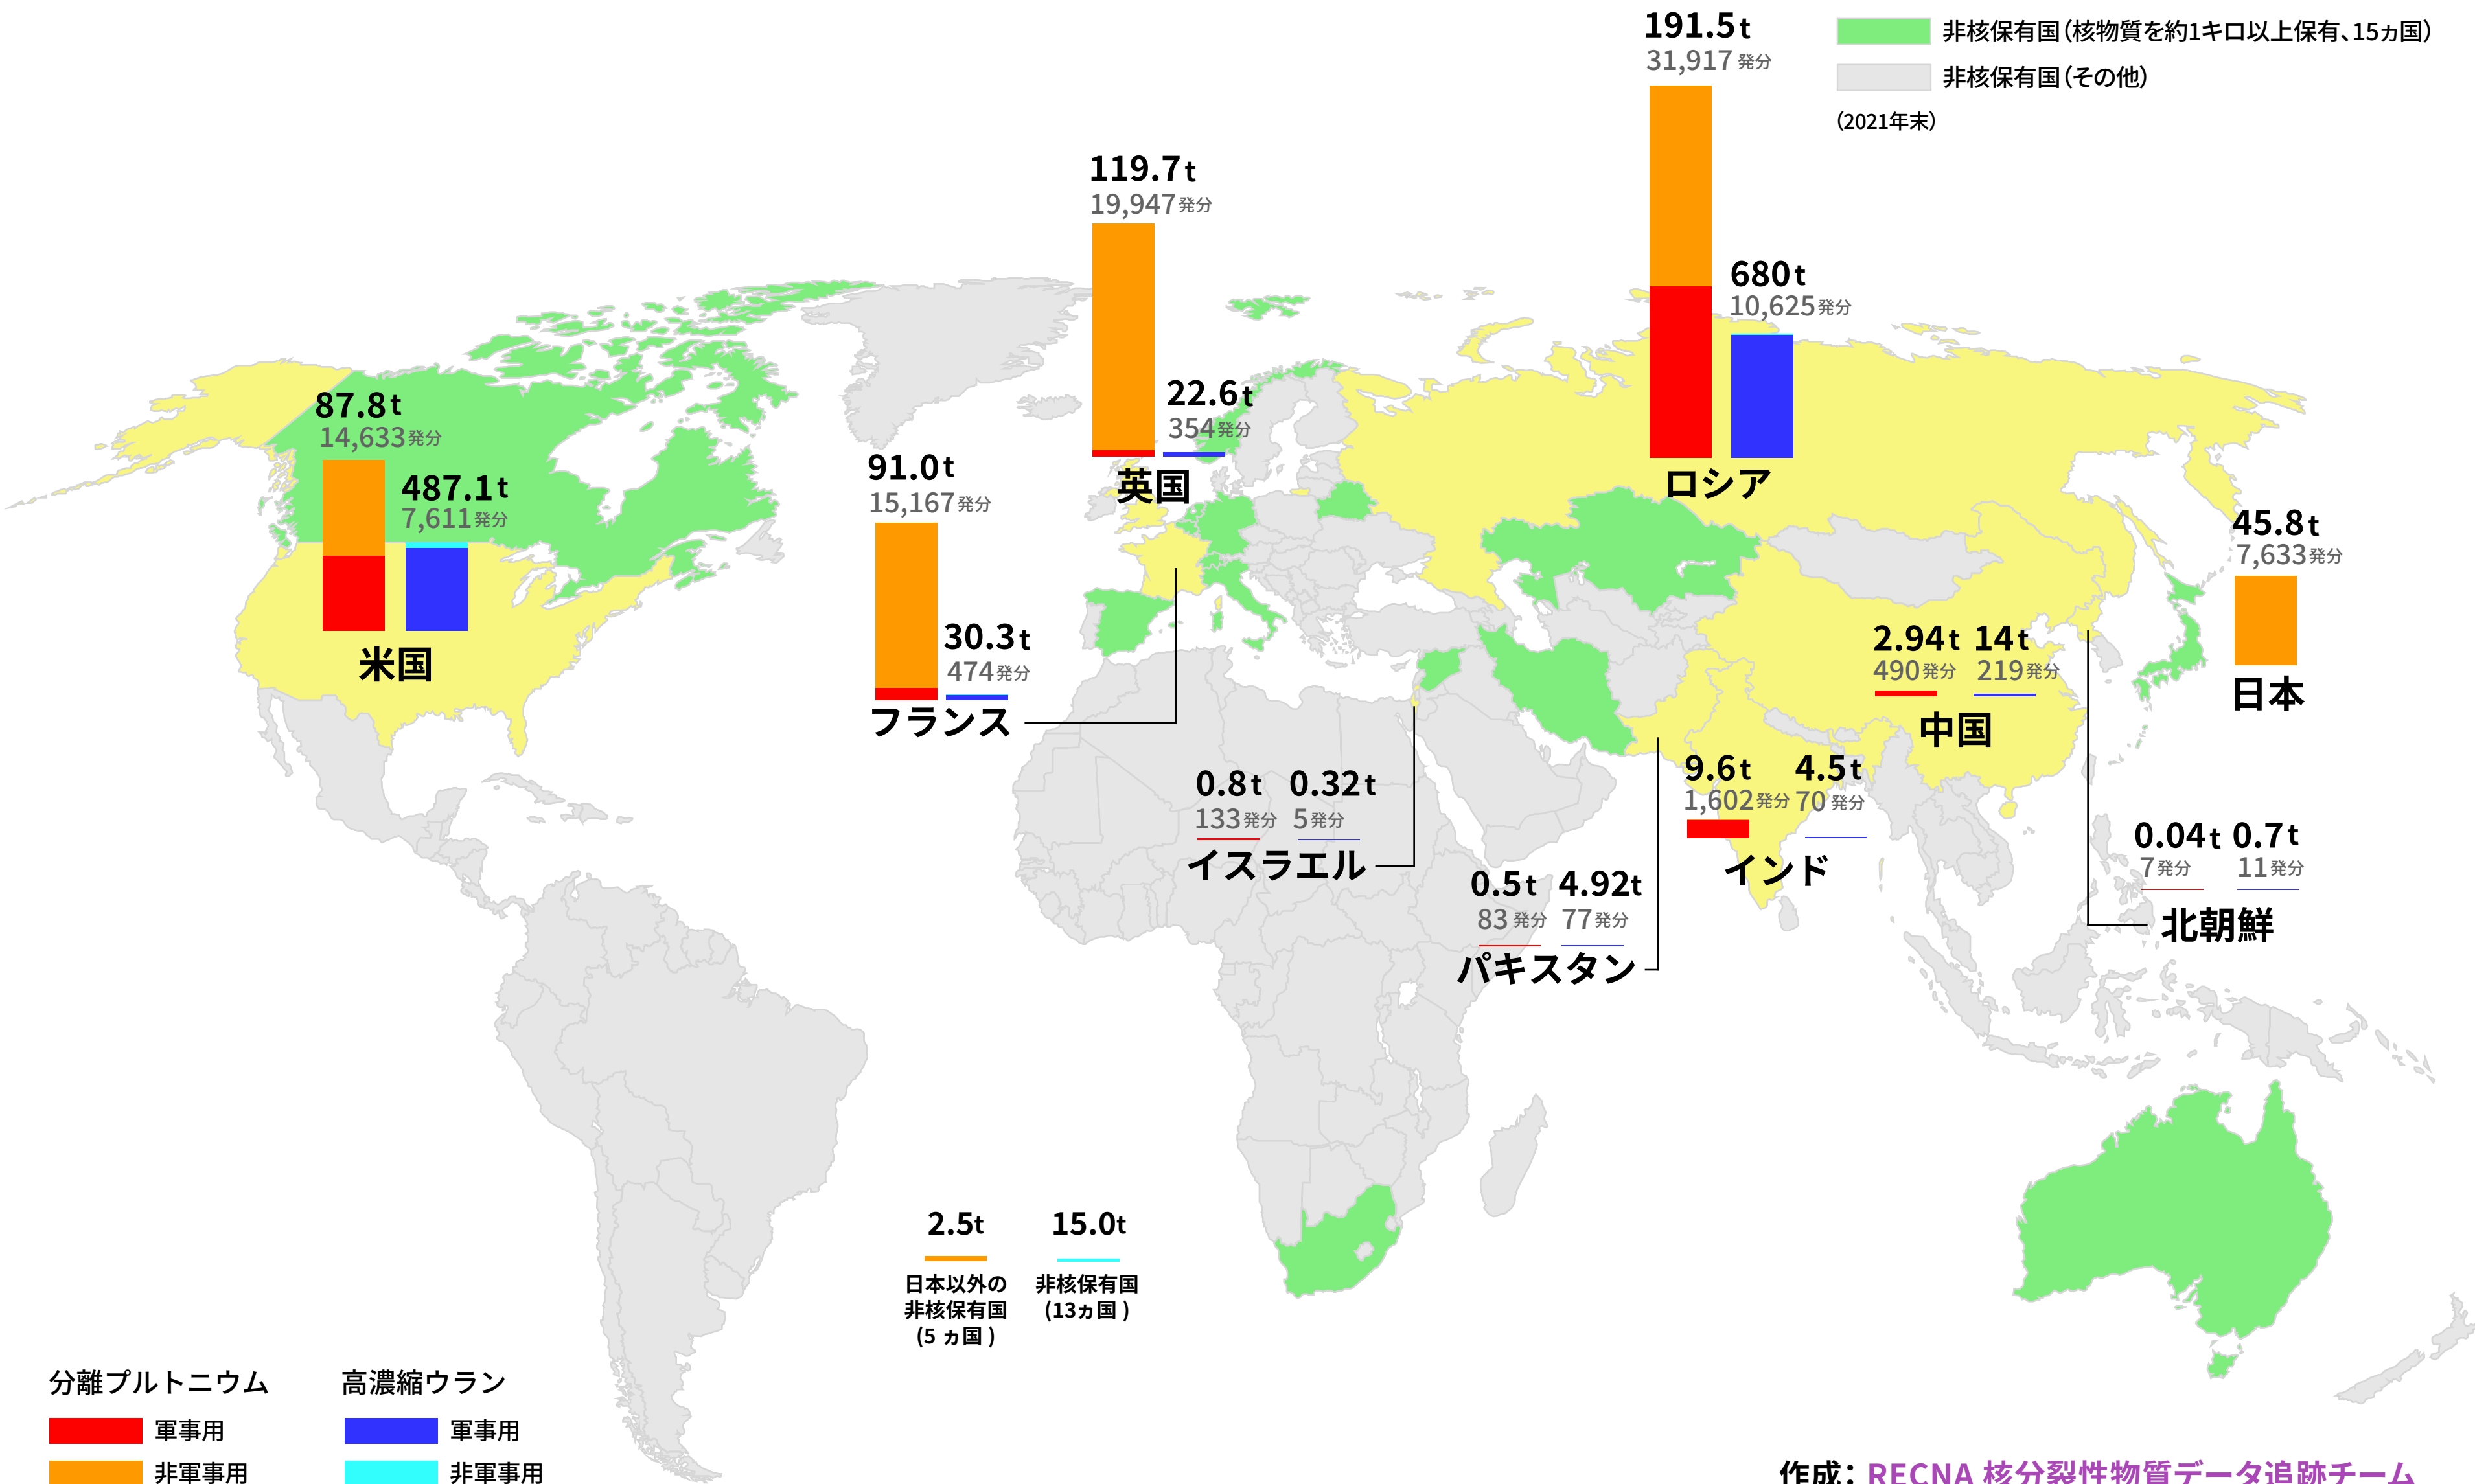 非核保有国（核物質を約1キロ以上保有、15ヵ国）
非核保有国（その他）
（2021年末）
191.5t
31,917発分
680t
10,625発分
ロシア
119.7t
19,947発分
22.6t
354発分
英国
87.8t
14,633発分
487.1t
7,611発分
米国
91.0t
15,167発分
30.3t
474発分
フランス
45.8t
7,633発分
日本
2.94t 14t
490発分 219発分
中国
9.6t 4.5t
1,602発分 70発分
インド
0.8t 0.32t
133発分 5発分
イスラエル
0.5t 4.92t
83発分 77発分
パキスタン
0.04t 0.7t
7発分 11発分
北朝鮮
2.5t
日本以外の
非核保有国
(5ヵ国)
15.0t
非核保有国
(13ヵ国)
分離プルトニウム
軍事用
非軍事用
高濃縮ウラン
軍事用
非軍事用
作成：RECNA 核分裂性物質データ追跡チーム